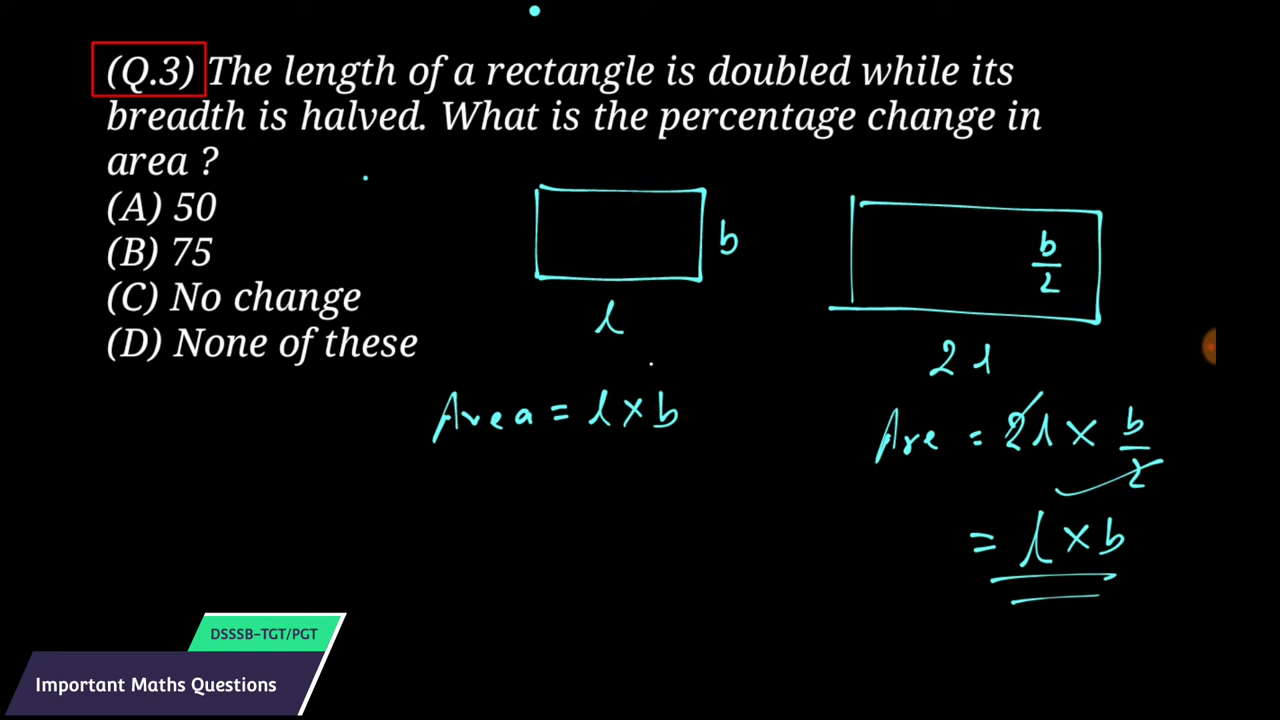 (Q.3) The length of a rectangle is doubled while its
breadth is halved. What is the percentage change in
area ?
(A) 50
(B) 75
(C) No change
(D) None of these
b
l
b/2
2l
Area = l × b
Are = 2l × b/2
= l × b
DSSSB-TGT/PGT
Important Maths Questions